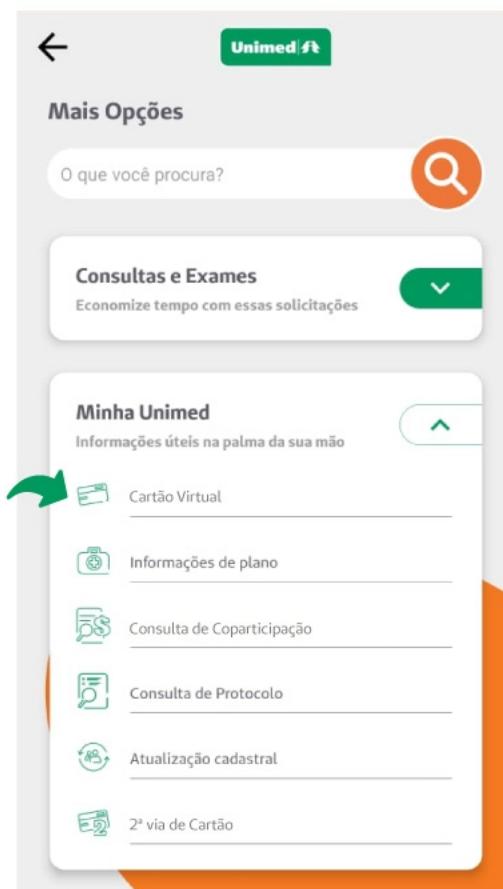 Unimed
Mais Opções
O que você procura?
Consultas e Exames
Economize tempo com essas solicitações
Minha Unimed
Informações úteis na palma da sua mão
Cartão Virtual
Informações de plano
Consulta de Coparticipação
Consulta de Protocolo
Atualização cadastral
2ª via de Cartão